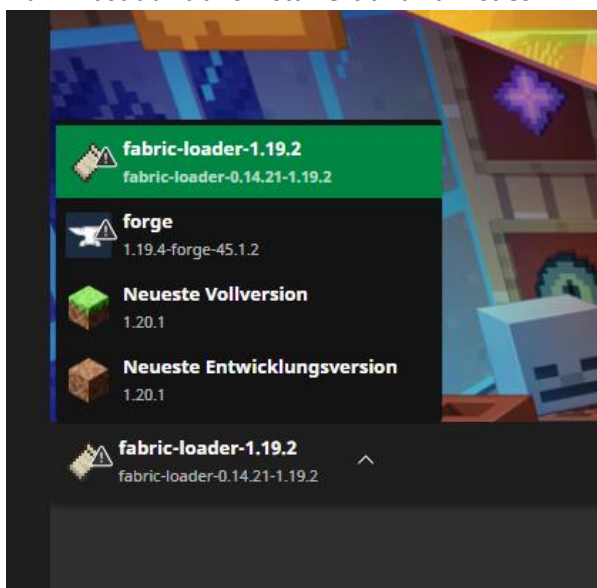 fabric-loader-1.19.2
fabric-loader-0.14.21-1.19.2
forge
1.19.4-forge-45.1.2
Neueste Vollversion
1.20.1
Neueste Entwicklungsversion
1.20.1
fabric-loader-1.19.2
fabric-loader-0.14.21-1.19.2